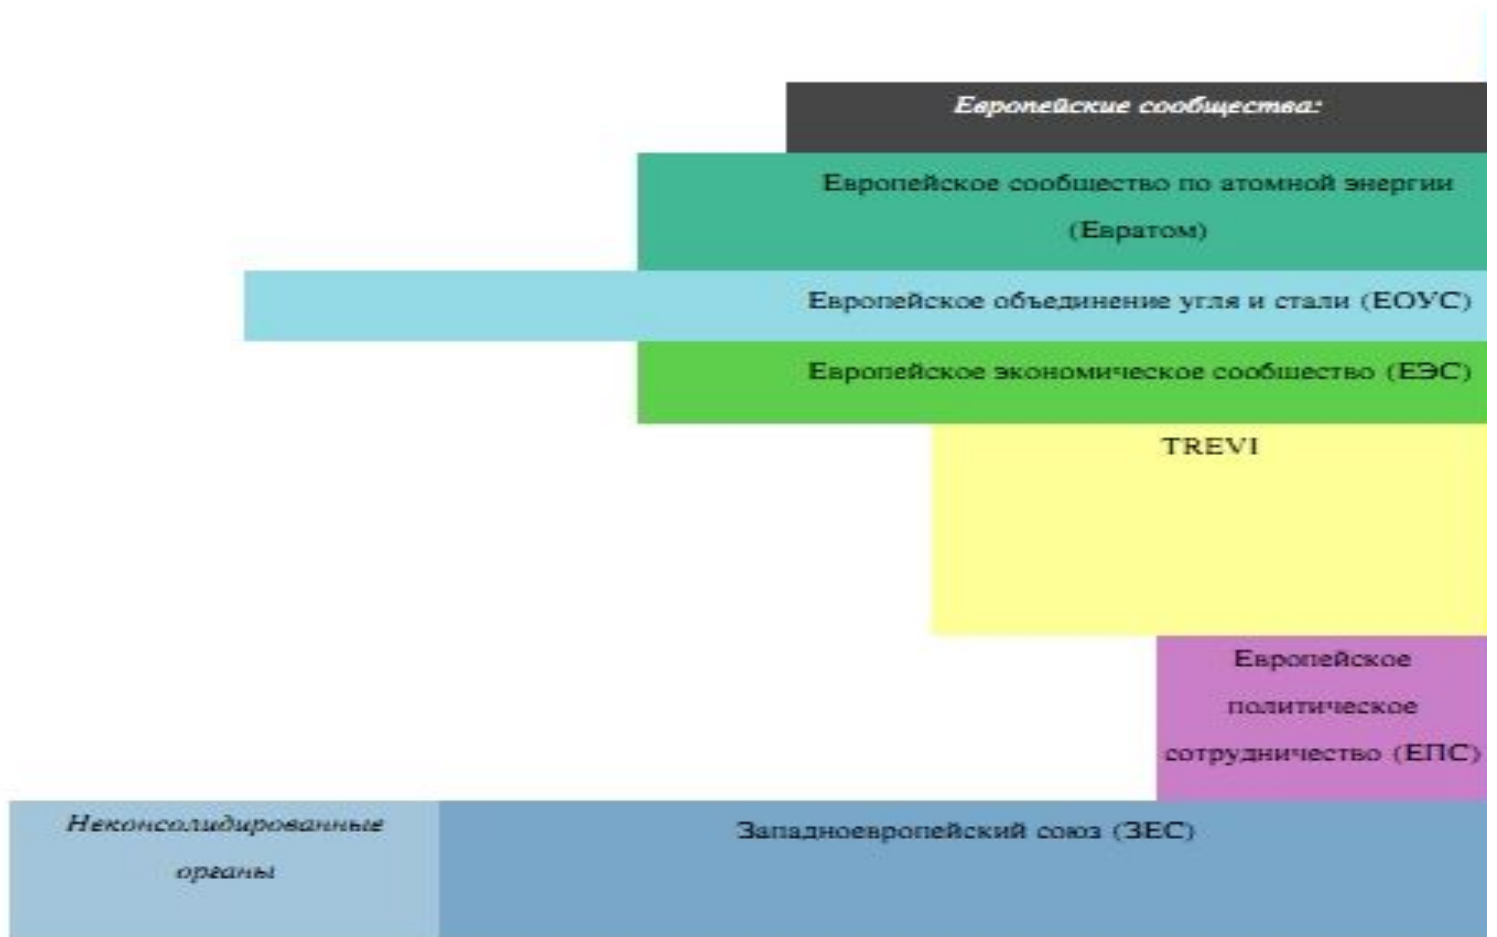 Европейские сообщества:
Европейское сообщество по атомной энергии
(Евратом)
Европейское объединение угля и стали (ЕОУС)
Европейское экономическое сообщество (ЕЭС)
TREVI
Европейское
политическое
сотрудничество (ЕПС)
Неконсолидированные
органы
Западноевропейский союз (ЗЕС)